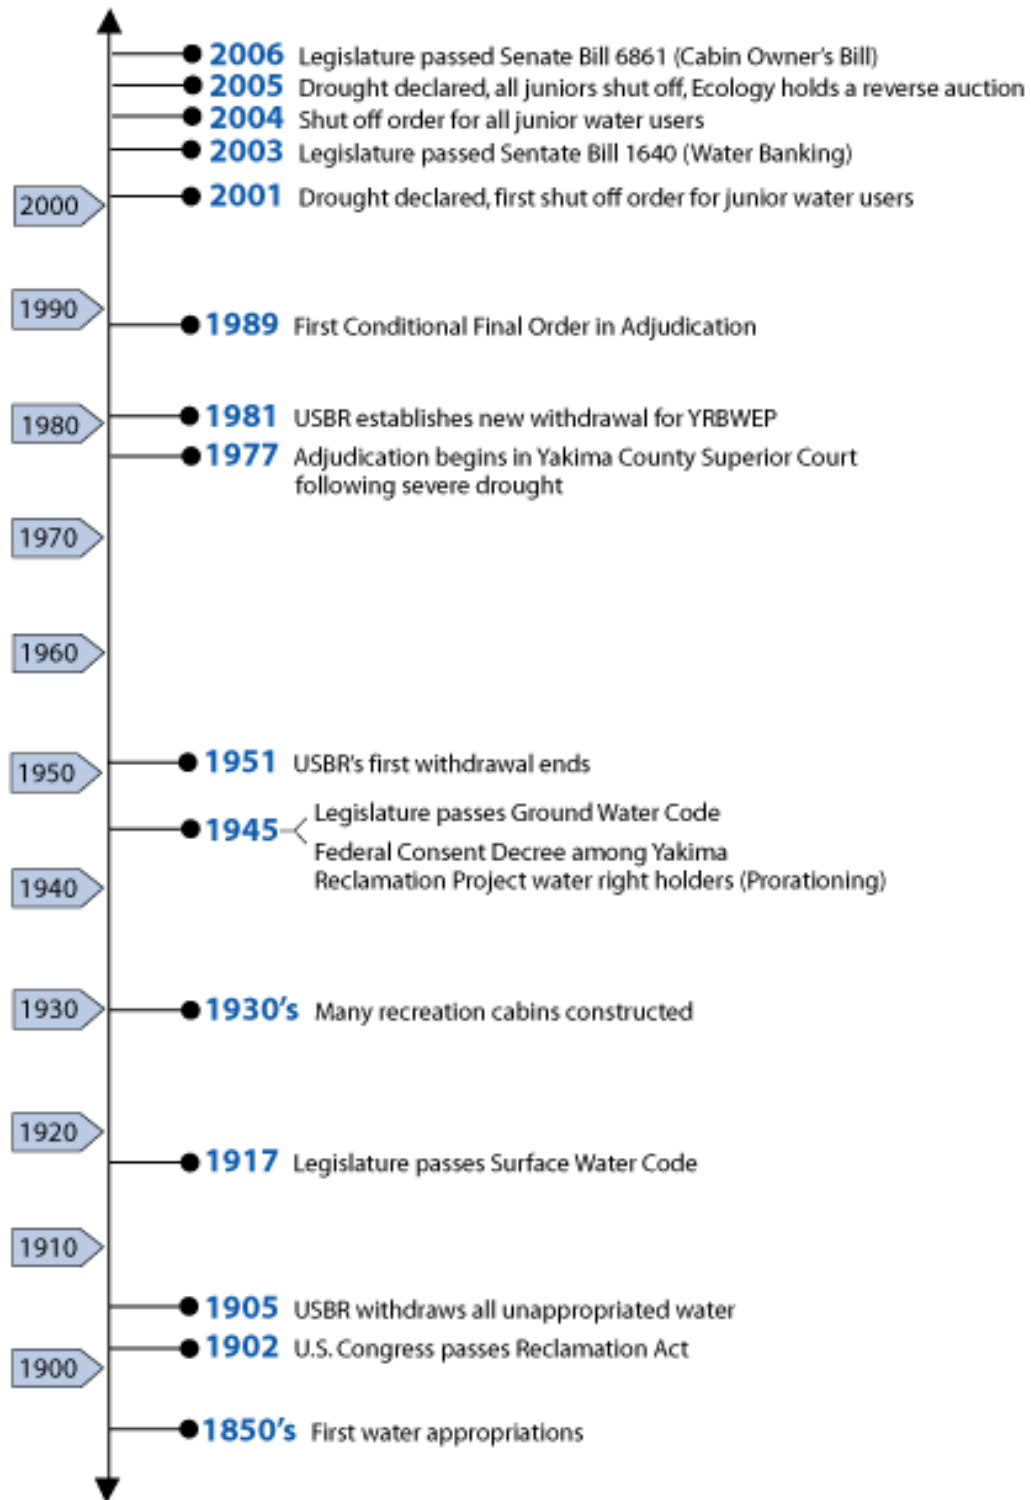 2006 Legislature passed Senate Bill 6861 (Cabin Owner's Bill)
2005 Drought declared, all juniors shut off, Ecology holds a reverse auction
2004 Shut off order for all junior water users
2003 Legislature passed Sentate Bill 1640 (Water Banking)
2000
2001 Drought declared, first shut off order for junior water users
1990
1989 First Conditional Final Order in Adjudication
1980
1981 USBR establishes new withdrawal for YRBWEP
1977 Adjudication begins in Yakima County Superior Court
following severe drought
1970
1960
1950
1951 USBR's first withdrawal ends
1945 Legislature passes Ground Water Code
Federal Consent Decree among Yakima
Reclamation Project water right holders (Prorationing)
1940
1930
1930's Many recreation cabins constructed
1920
1917 Legislature passes Surface Water Code
1910
1905 USBR withdraws all unappropriated water
1902 U.S. Congress passes Reclamation Act
1900
1850's First water appropriations